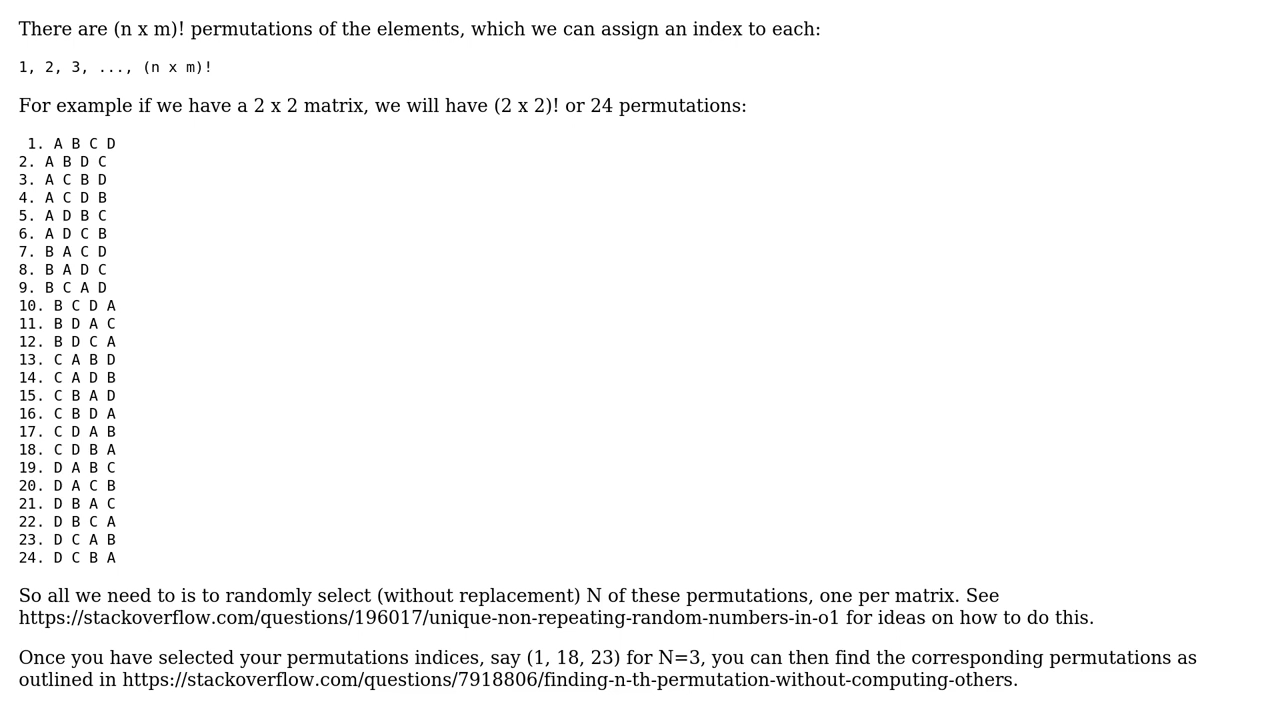 There are (n x m)! permutations of the elements, which we can assign an index to each:
1, 2, 3, ..., (n x m)!
For example if we have a 2 x 2 matrix, we will have (2 x 2)! or 24 permutations:
1. A B C D
2. A B D C
3. A C B D
4. A C D B
5. A D B C
6. A D C B
7. B A C D
8. B A D C
9. B C A D
10. B C D A
11. B D A C
12. B D C A
13. C A B D
14. C A D B
15. C B A D
16. C B D A
17. C D A B
18. C D B A
19. D A B C
20. D A C B
21. D B A C
22. D B C A
23. D C A B
24. D C B A
So all we need to is to randomly select (without replacement) N of these permutations, one per matrix. See
https://stackoverflow.com/questions/196017/unique-non-repeating-random-numbers-in-o1 for ideas on how to do this.
Once you have selected your permutations indices, say (1, 18, 23) for N=3, you can then find the corresponding permutations as
outlined in https://stackoverflow.com/questions/7918806/finding-n-th-permutation-without-computing-others.